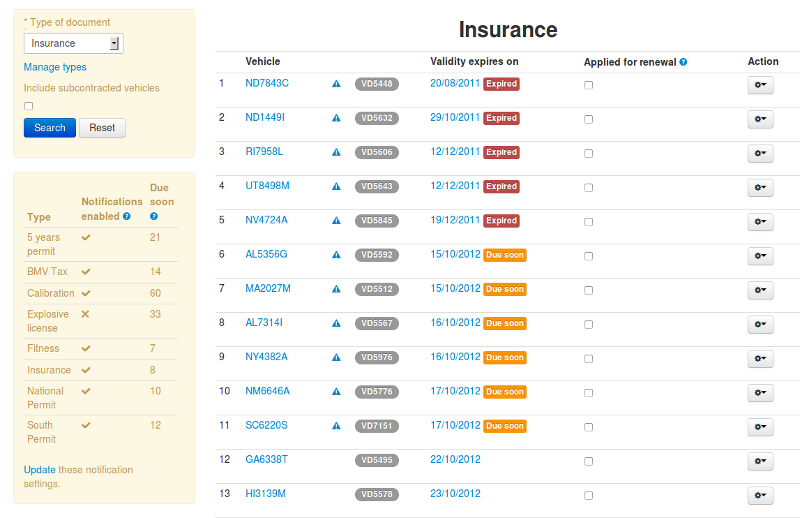 * Type of document
Insurance
Manage types
Include subcontracted vehicles
Search Reset
Type Notifications enabled Due soon
5 years permit 21
BMV Tax 14
Calibration 60
Explosive license 33
Fitness 7
Insurance 8
National Permit 10
South Permit 12
Update these notification
settings.
Insurance
Vehicle Validity expires on Applied for renewal Action
1 ND7843C VD5448 20/08/2011 Expired
2 ND1449I VD5632 29/10/2011 Expired
3 RI7958L VD5606 12/12/2011 Expired
4 UT8498M VD5643 12/12/2011 Expired
5 NV4724A VD5845 19/12/2011 Expired
6 AL5356G VD5592 15/10/2012 Due soon
7 MA2027M VD5512 15/10/2012 Due soon
8 AL7314I VD5567 16/10/2012 Due soon
9 NY4382A VD5976 16/10/2012 Due soon
10 NM6646A VD5776 17/10/2012 Due soon
11 SC6220S VD7151 17/10/2012 Due soon
12 GA6338T VD5495 22/10/2012
13 HI3139M VD5578 23/10/2012